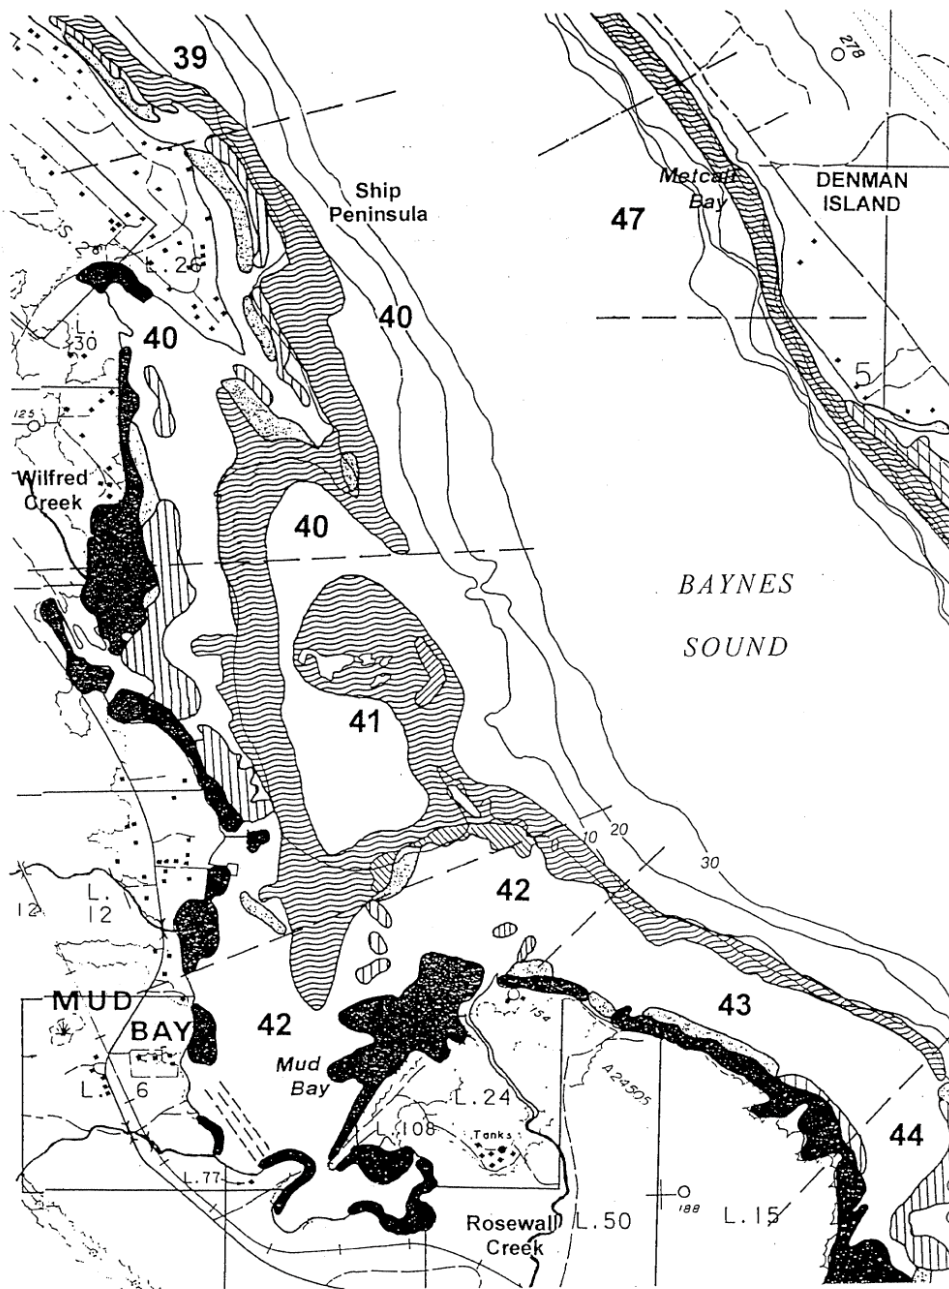 39
278
Ship
Peninsula
Metcalf
Bay
DENMAN
ISLAND
47
L.26
40
40
L.
30
5
125
Wilfred
Creek
40
BAYNES
SOUND
41
0
10
20
30
12
L.
12
42
MUD
BAY
42
154
43
Mud
Bay
L. 6
L.24
A24505
L.108
Tanks
44
L.77
188
Rosewall
Creek
L.50
L.15